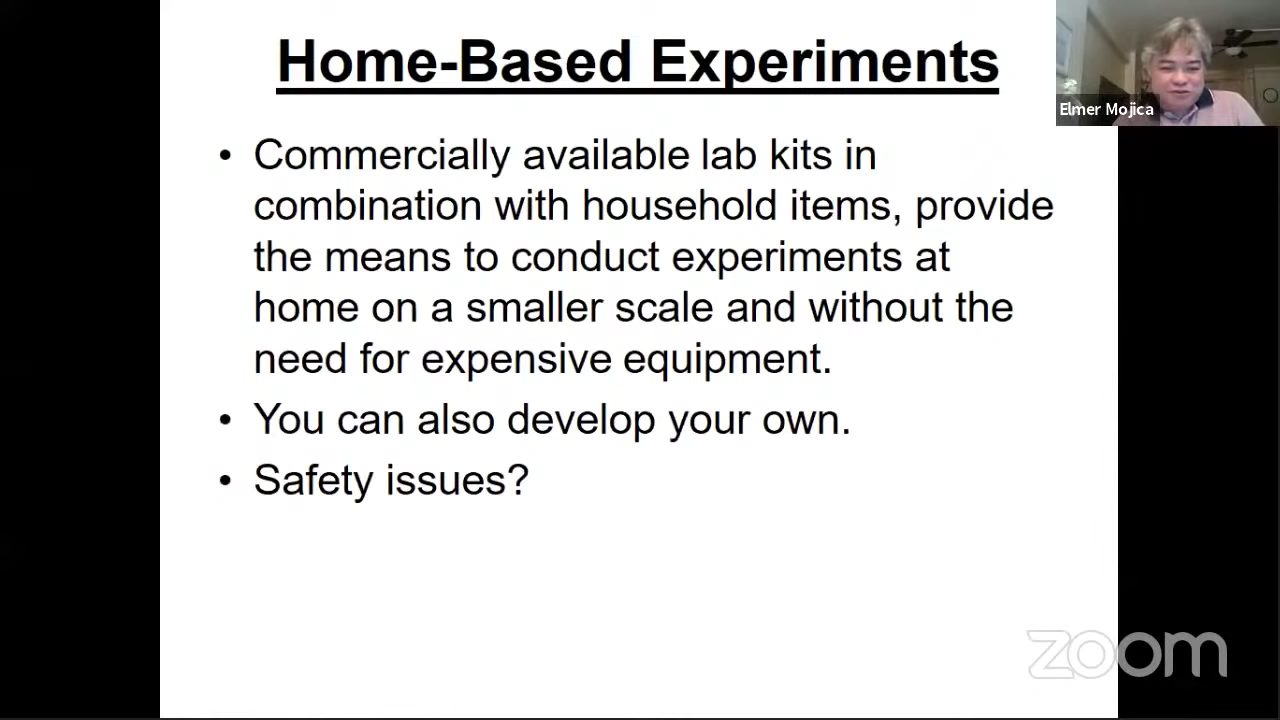 Home-Based Experiments
Elmer Mojica
• Commercially available lab kits in
combination with household items, provide
the means to conduct experiments at
home on a smaller scale and without the
need for expensive equipment.
• You can also develop your own.
• Safety issues?
zoom